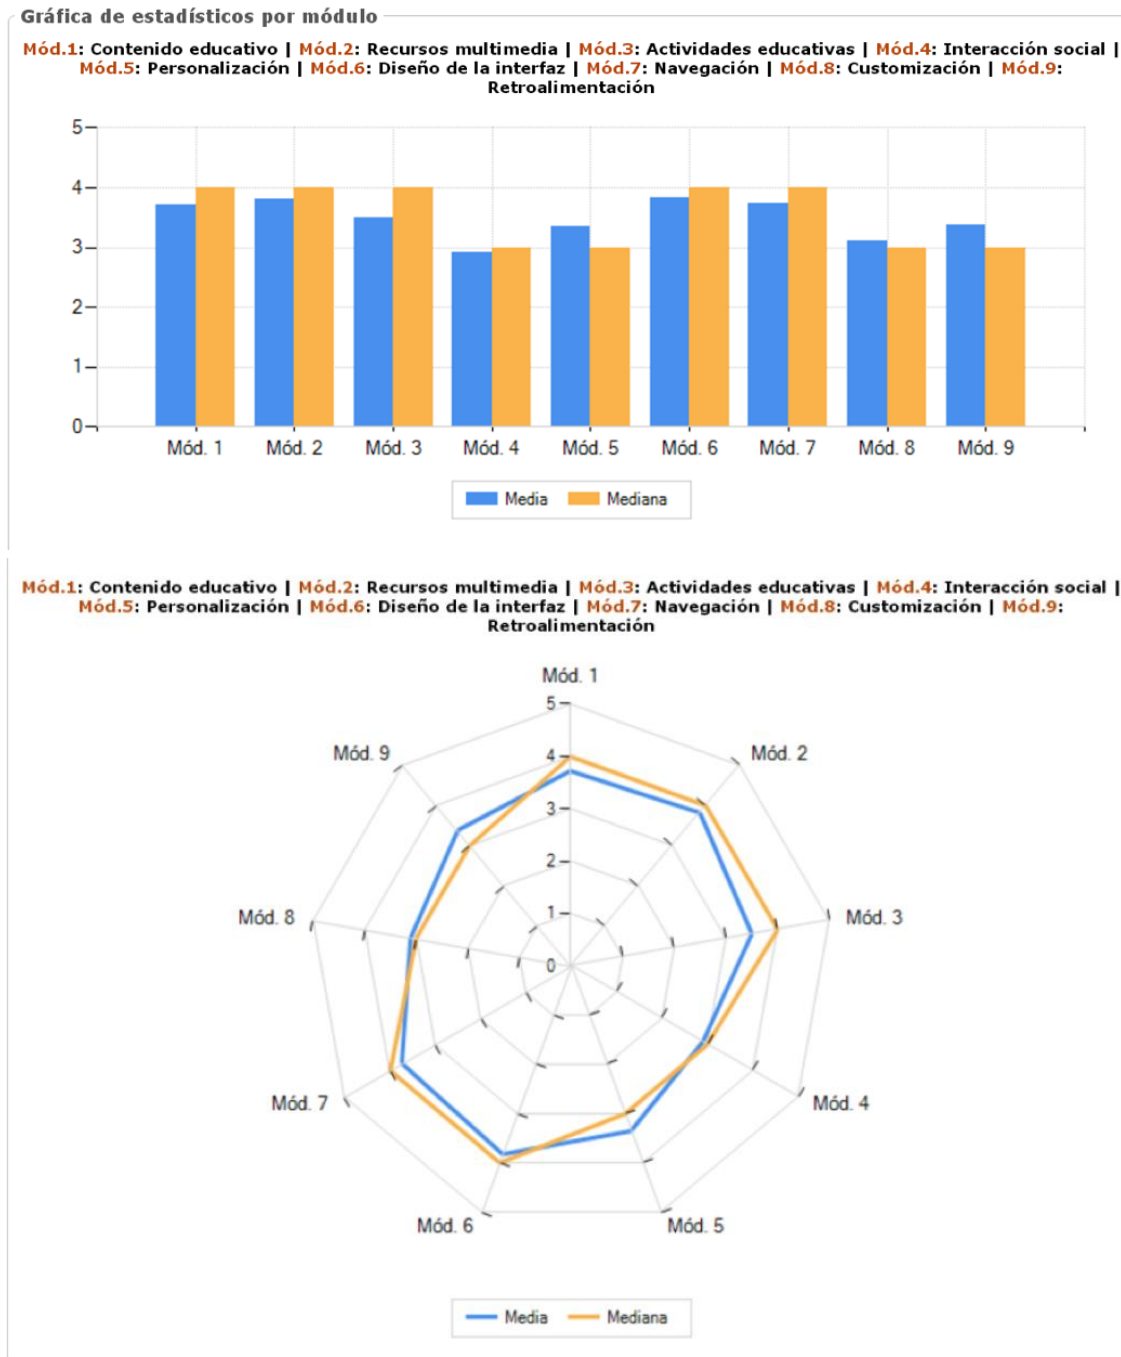 Gráfica de estadísticos por módulo
Mód.1: Contenido educativo | Mód.2: Recursos multimedia | Mód.3: Actividades educativas | Mód.4: Interacción social |
Mód.5: Personalización | Mód.6: Diseño de la interfaz | Mód.7: Navegación | Mód.8: Customización | Mód.9:
Retroalimentación
5
4
3
2
1
0
Mód. 1 Mód. 2 Mód. 3 Mód. 4 Mód. 5 Mód. 6 Mód. 7 Mód. 8 Mód. 9
Media Mediana
Mód.1: Contenido educativo | Mód.2: Recursos multimedia | Mód.3: Actividades educativas | Mód.4: Interacción social |
Mód.5: Personalización | Mód.6: Diseño de la interfaz | Mód.7: Navegación | Mód.8: Customización | Mód.9:
Retroalimentación
Mód. 1
5
Mód. 9 4 Mód. 2
3
2
Mód. 8 1 Mód. 3
0
Mód. 7 Mód. 4
Mód. 6 Mód. 5
Media Mediana